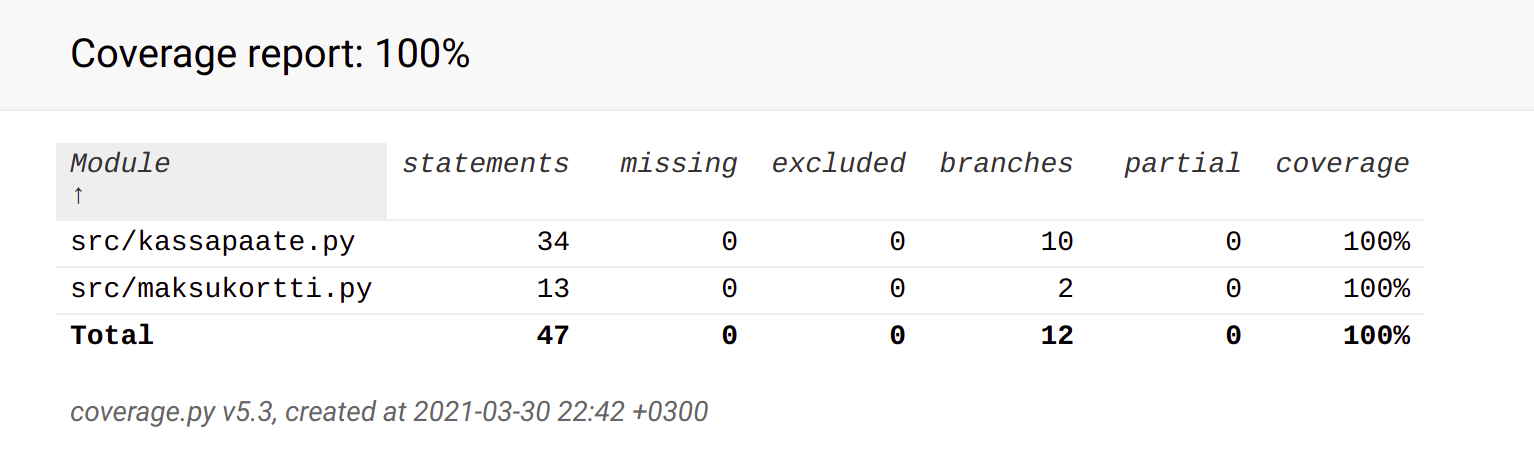 Coverage report: 100%
Module statements missing excluded branches partial coverage
↑
src/kassapaate.py 34 0 0 10 0 100%
src/maksukortti.py 13 0 0 2 0 100%
Total 47 0 0 12 0 100%
coverage.py v5.3, created at 2021-03-30 22:42 +0300